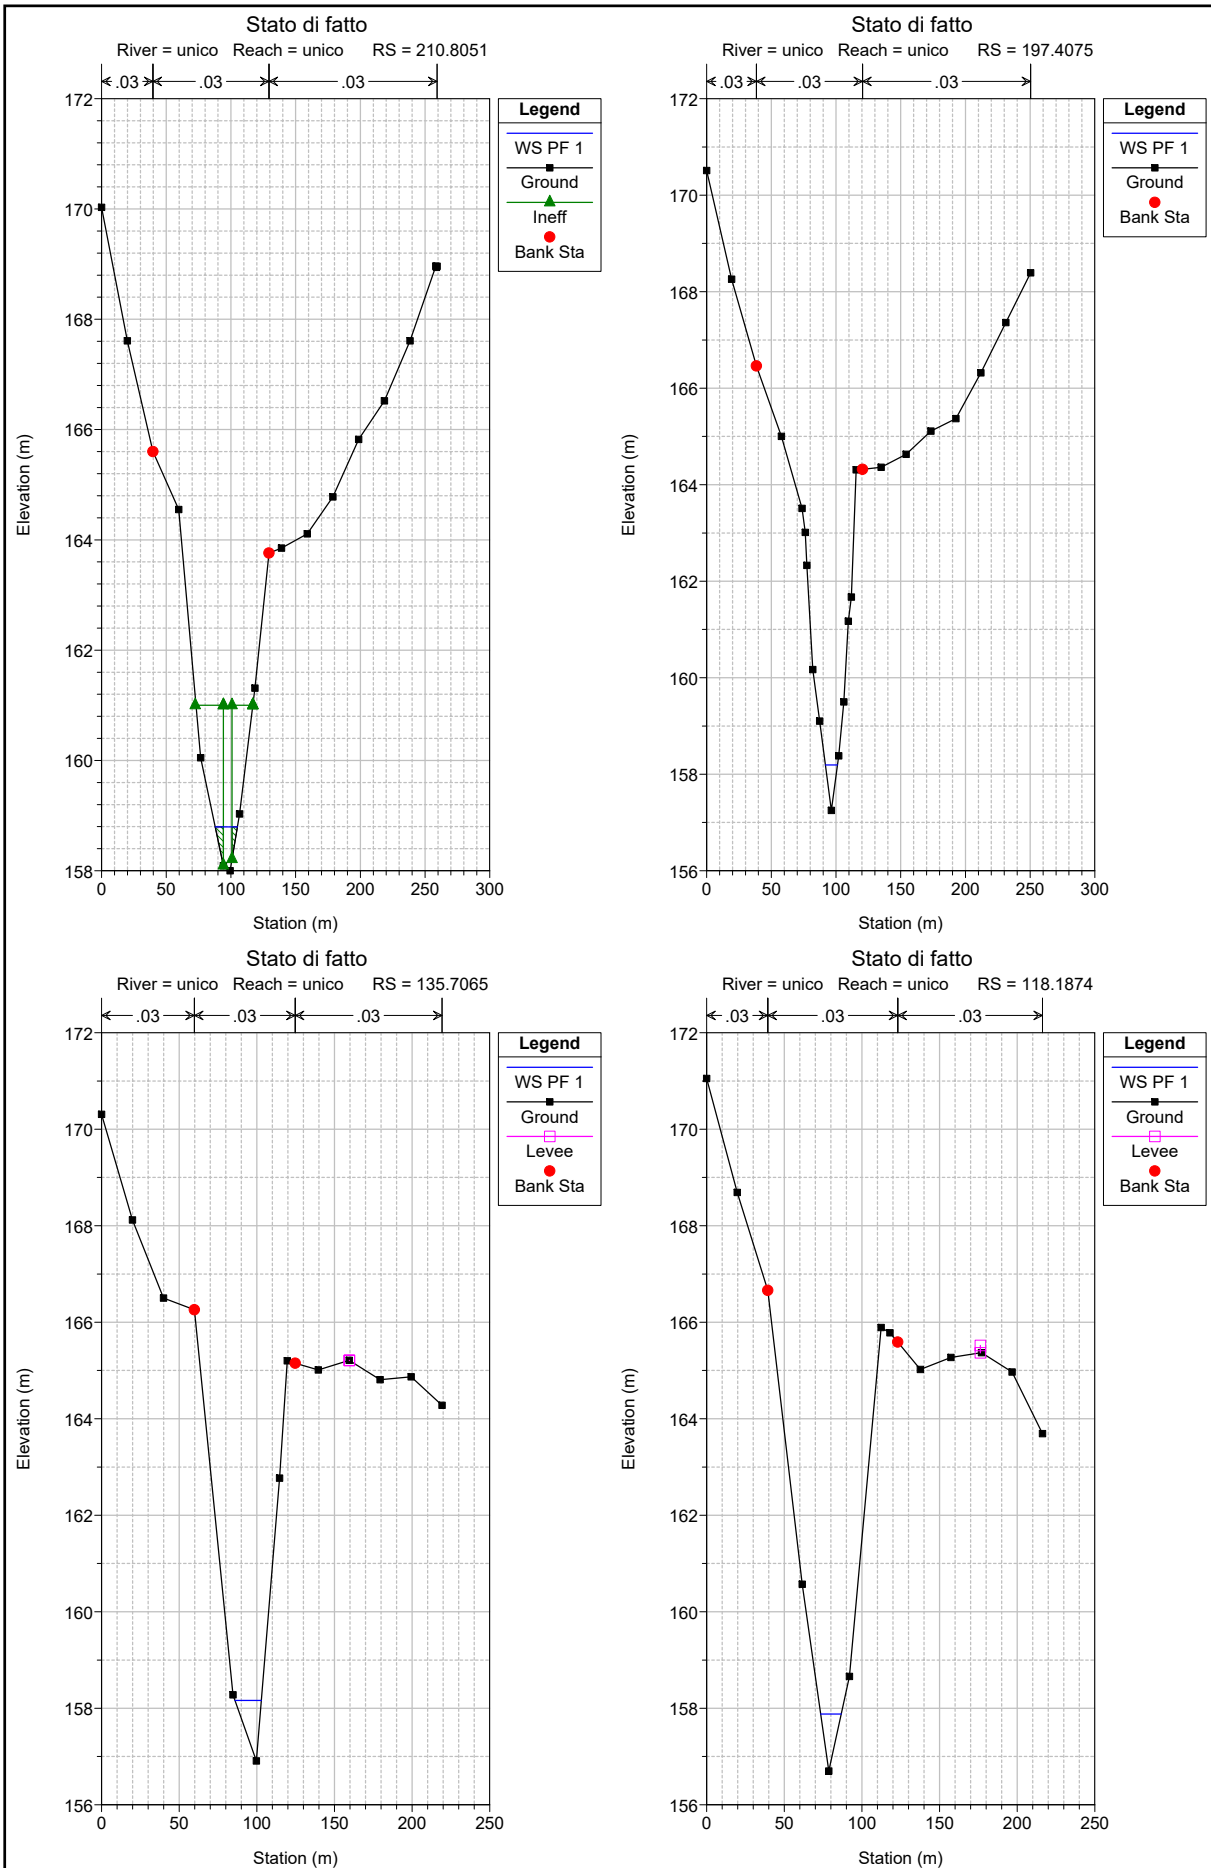 Stato di fatto
River = unico Reach = unico RS = 210.8051
.03 .03 .03
172
170
168
166
164
162
160
158
0 50 100 150 200 250 300
Elevation (m)
Station (m)
Legend
WS PF 1
Ground
Ineff
Bank Sta
Stato di fatto
River = unico Reach = unico RS = 197.4075
.03 .03 .03
172
170
168
166
164
162
160
158
156
0 50 100 150 200 250 300
Elevation (m)
Station (m)
Legend
WS PF 1
Ground
Bank Sta
Stato di fatto
River = unico Reach = unico RS = 135.7065
.03 .03 .03
172
170
168
166
164
162
160
158
156
0 50 100 150 200 250
Elevation (m)
Station (m)
Legend
WS PF 1
Ground
Levee
Bank Sta
Stato di fatto
River = unico Reach = unico RS = 118.1874
.03 .03 .03
172
170
168
166
164
162
160
158
156
0 50 100 150 200 250
Elevation (m)
Station (m)
Legend
WS PF 1
Ground
Levee
Bank Sta